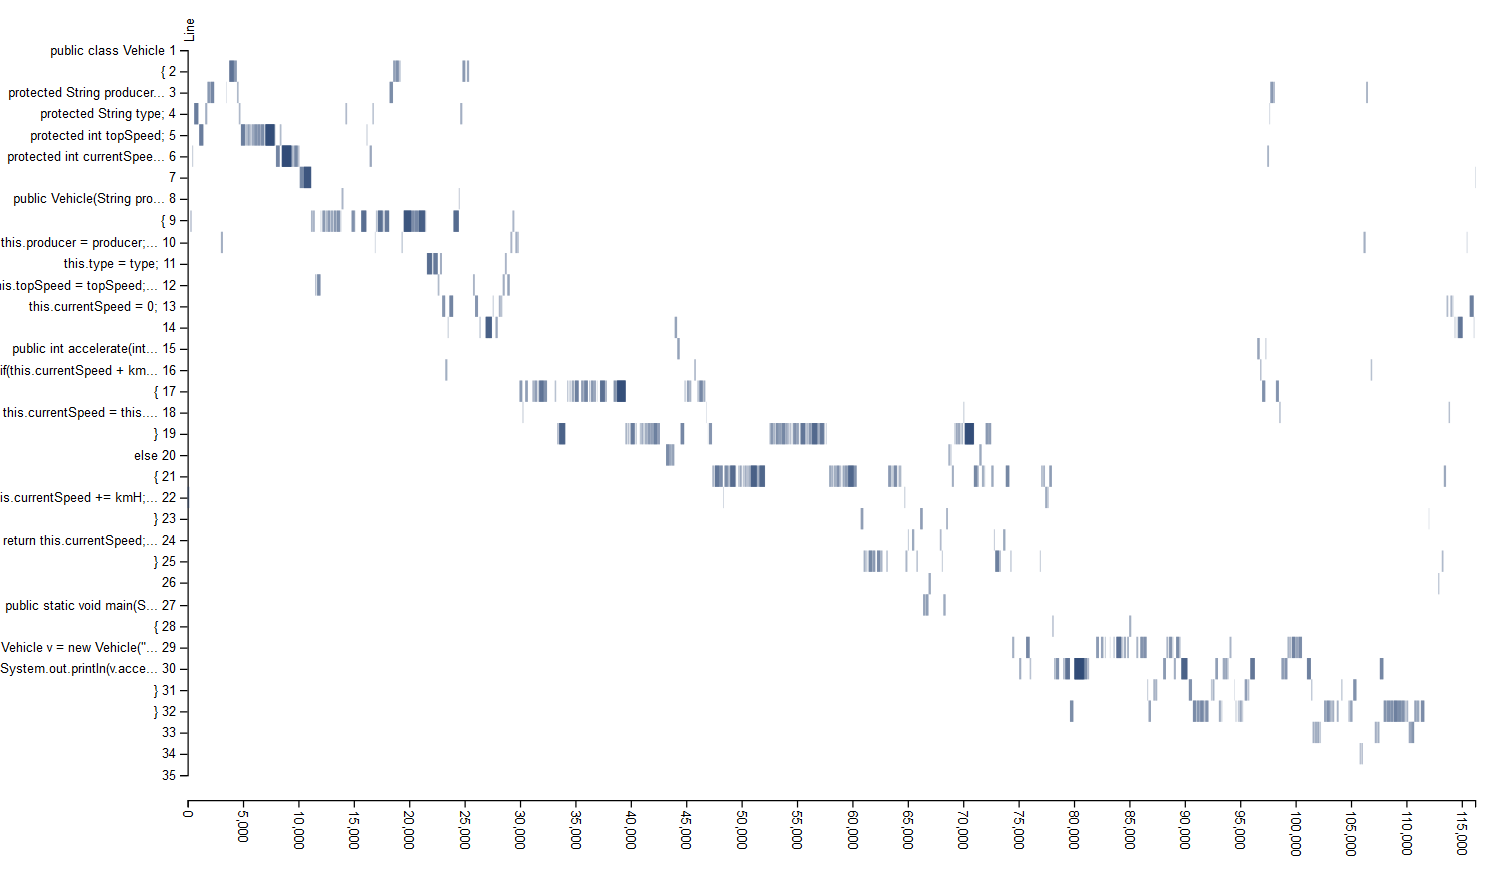 Line
public class Vehicle 1
{ 2
protected String producer... 3
protected String type; 4
protected int topSpeed; 5
protected int currentSpee... 6
7
public Vehicle(String pro... 8
{ 9
this.producer = producer;... 10
this.type = type; 11
is.topSpeed = topSpeed;... 12
this.currentSpeed = 0; 13
14
public int accelerate(int... 15
if(this.currentSpeed + km... 16
{ 17
this.currentSpeed = this.... 18
} 19
else 20
{ 21
is.currentSpeed += kmH;... 22
} 23
return this.currentSpeed;... 24
} 25
26
public static void main(S... 27
{ 28
Vehicle v = new Vehicle("... 29
System.out.println(v.acce... 30
} 31
} 32
33
34
35
0
5,000
10,000
15,000
20,000
25,000
30,000
35,000
40,000
45,000
50,000
55,000
60,000
65,000
70,000
75,000
80,000
85,000
90,000
95,000
100,000
105,000
110,000
115,000